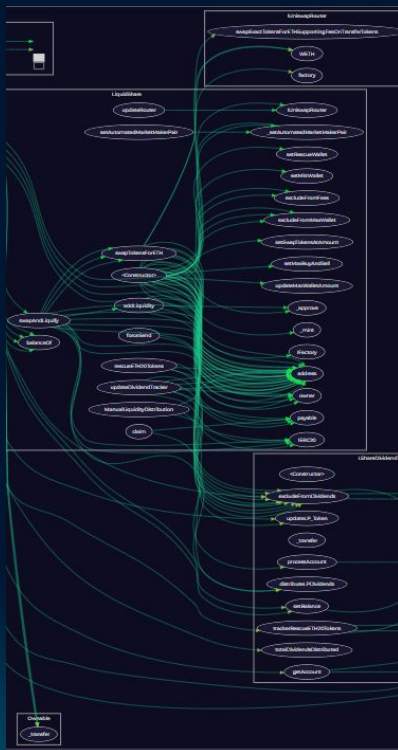 IUniswapRouter
swapExactTokensForETHSupportingFeeOnTransferTokens
WETH
factory
LiquidShare
updateRouter
IUniswapRouter
setAutomatedMarketMakerPair
setAutomatedMarketMakerPair
setRescueWallet
setMktWallet
excludeFromFees
excludeFromMaxWallet
swapTokensForETH
setSwapTokensAtAmount
<Constructor>
setMaxBuyAndSell
updateMaxWalletAmount
addLiquidity
_approve
swapAndLiquify
_mint
forceSend
balanceOf
IFactory
rescueETH20Tokens
address
updateDividendTracker
owner
ManualLiquidityDistribution
payable
claim
IERC20
LShareDividend
<Constructor>
excludeFromDividends
updateLP_Token
_transfer
processAccount
distributeLPDividends
setBalance
trackerRescueETH20Tokens
totalDividendsDistributed
getAccount
Ownable
_transfer